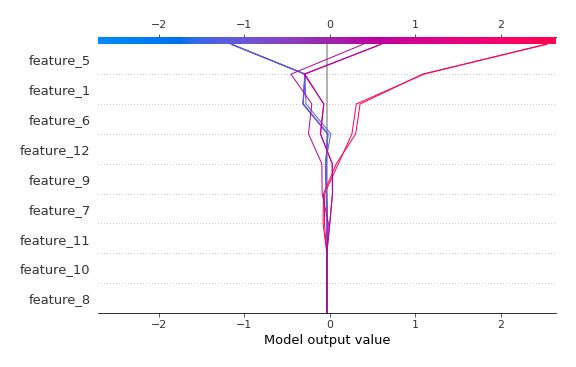 -2 -1 0 1 2
feature_5
feature_1
feature_6
feature_12
feature_9
feature_7
feature_11
feature_10
feature_8
-2 -1 0 1 2
Model output value